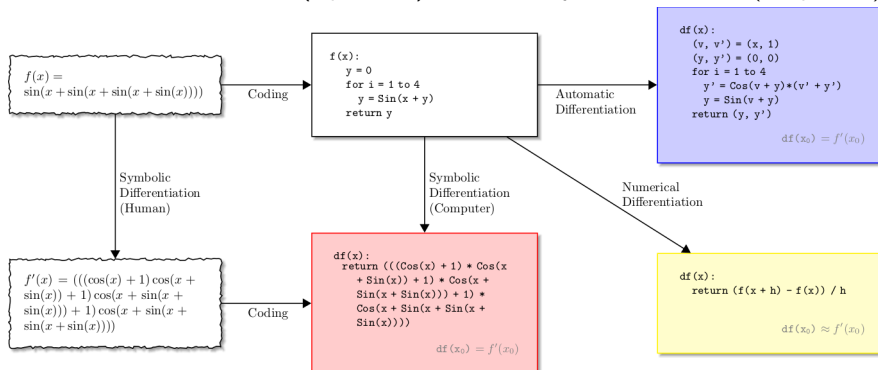 f(x) =
sin(x + sin(x + sin(x + sin(x))))
Coding
f(x):
y = 0
for i = 1 to 4
y = Sin(x + y)
return y
Automatic
Differentiation
df(x):
(v, v') = (x, 1)
(y, y') = (0, 0)
for i = 1 to 4
y' = Cos(v + y)*(v' + y')
y = Sin(v + y)
return (y, y')
df(x₀) = f'(x₀)
Symbolic
Differentiation
(Human)
Symbolic
Differentiation
(Computer)
Numerical
Differentiation
f'(x) = (((cos(x) + 1) cos(x +
sin(x)) + 1) cos(x + sin(x +
sin(x))) + 1) cos(x + sin(x +
sin(x + sin(x))))
Coding
df(x):
return (((Cos(x) + 1) * Cos(x
+ Sin(x)) + 1) * Cos(x +
Sin(x + Sin(x))) + 1) *
Cos(x + Sin(x + Sin(x +
Sin(x))))
df(x₀) = f'(x₀)
df(x):
return (f(x + h) - f(x)) / h
df(x₀) ≈ f'(x₀)